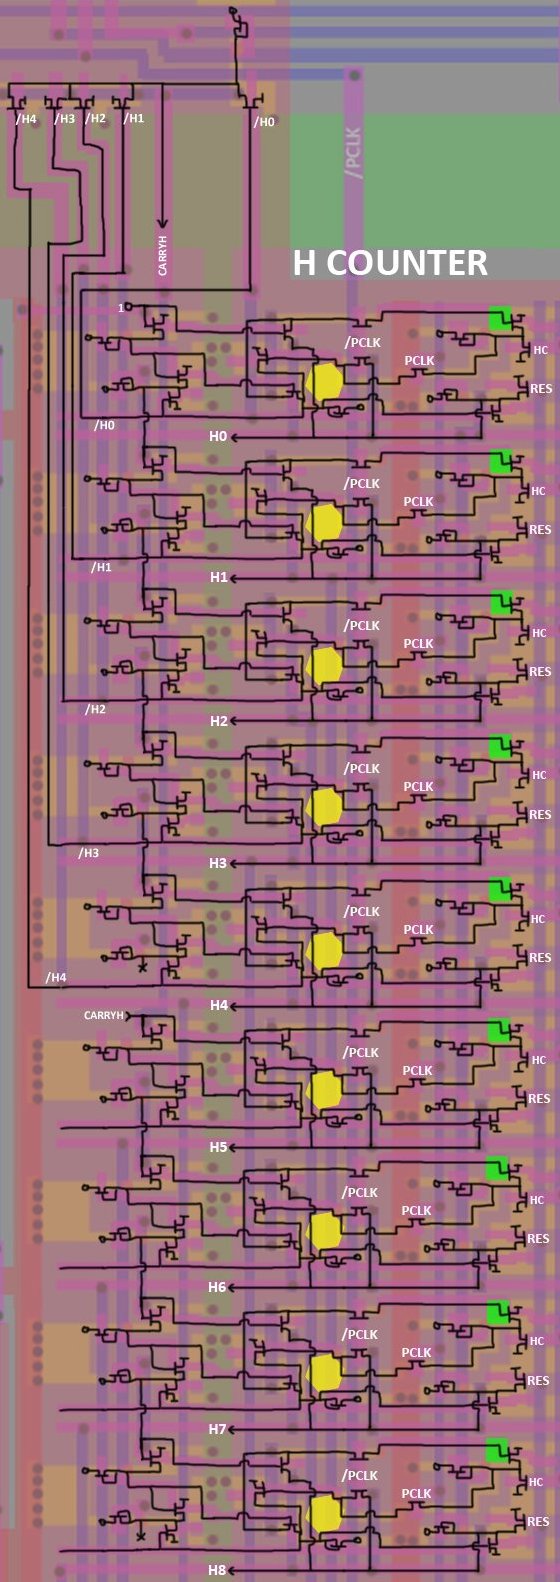 /H4 /H3 /H2 /H1 /H0
/PCLK
CARRYH
H COUNTER
1
/PCLK
PCLK
HC
RES
/H0
H0
/PCLK
PCLK
HC
RES
/H1
H1
/PCLK
PCLK
HC
RES
/H2
H2
/PCLK
PCLK
HC
RES
/H3
H3
/PCLK
PCLK
HC
RES
/H4
H4
CARRYH
/PCLK
PCLK
HC
RES
H5
/PCLK
PCLK
HC
RES
H6
/PCLK
PCLK
HC
RES
H7
/PCLK
PCLK
HC
RES
H8